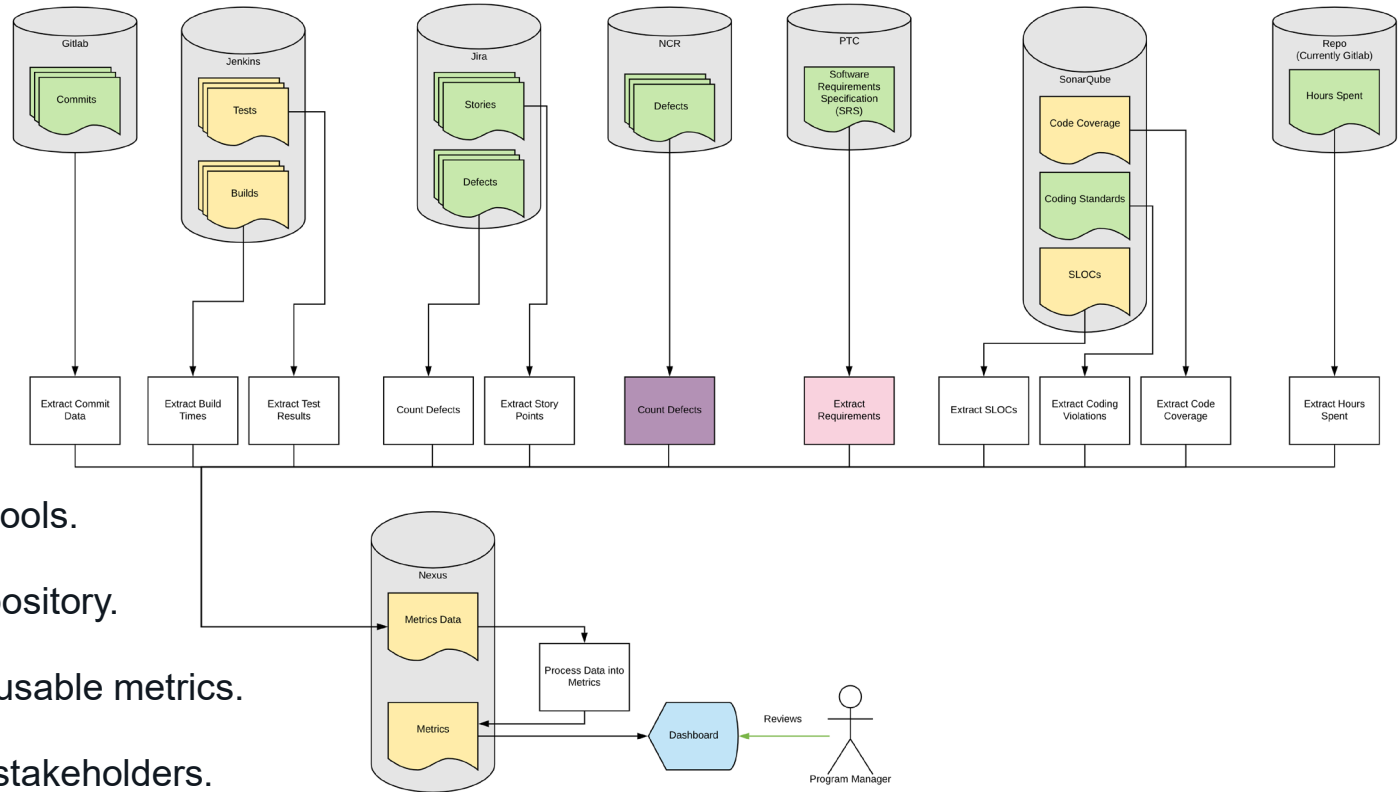 Gitlab
Commits
Jenkins
Tests
Builds
Jira
Stories
Defects
NCR
Defects
PTC
Software
Requirements
Specification
(SRS)
SonarQube
Code Coverage
Coding Standards
SLOCs
Repo
(Currently Gitlab)
Hours Spent
Extract Commit
Data
Extract Build
Times
Extract Test
Results
Count Defects
Extract Story
Points
Count Defects
Extract
Requirements
Extract SLOCs
Extract Coding
Violations
Extract Code
Coverage
Extract Hours
Spent
ools.
ository.
usable metrics.
stakeholders.
Nexus
Metrics Data
Process Data into
Metrics
Metrics
Dashboard
Reviews
Program Manager